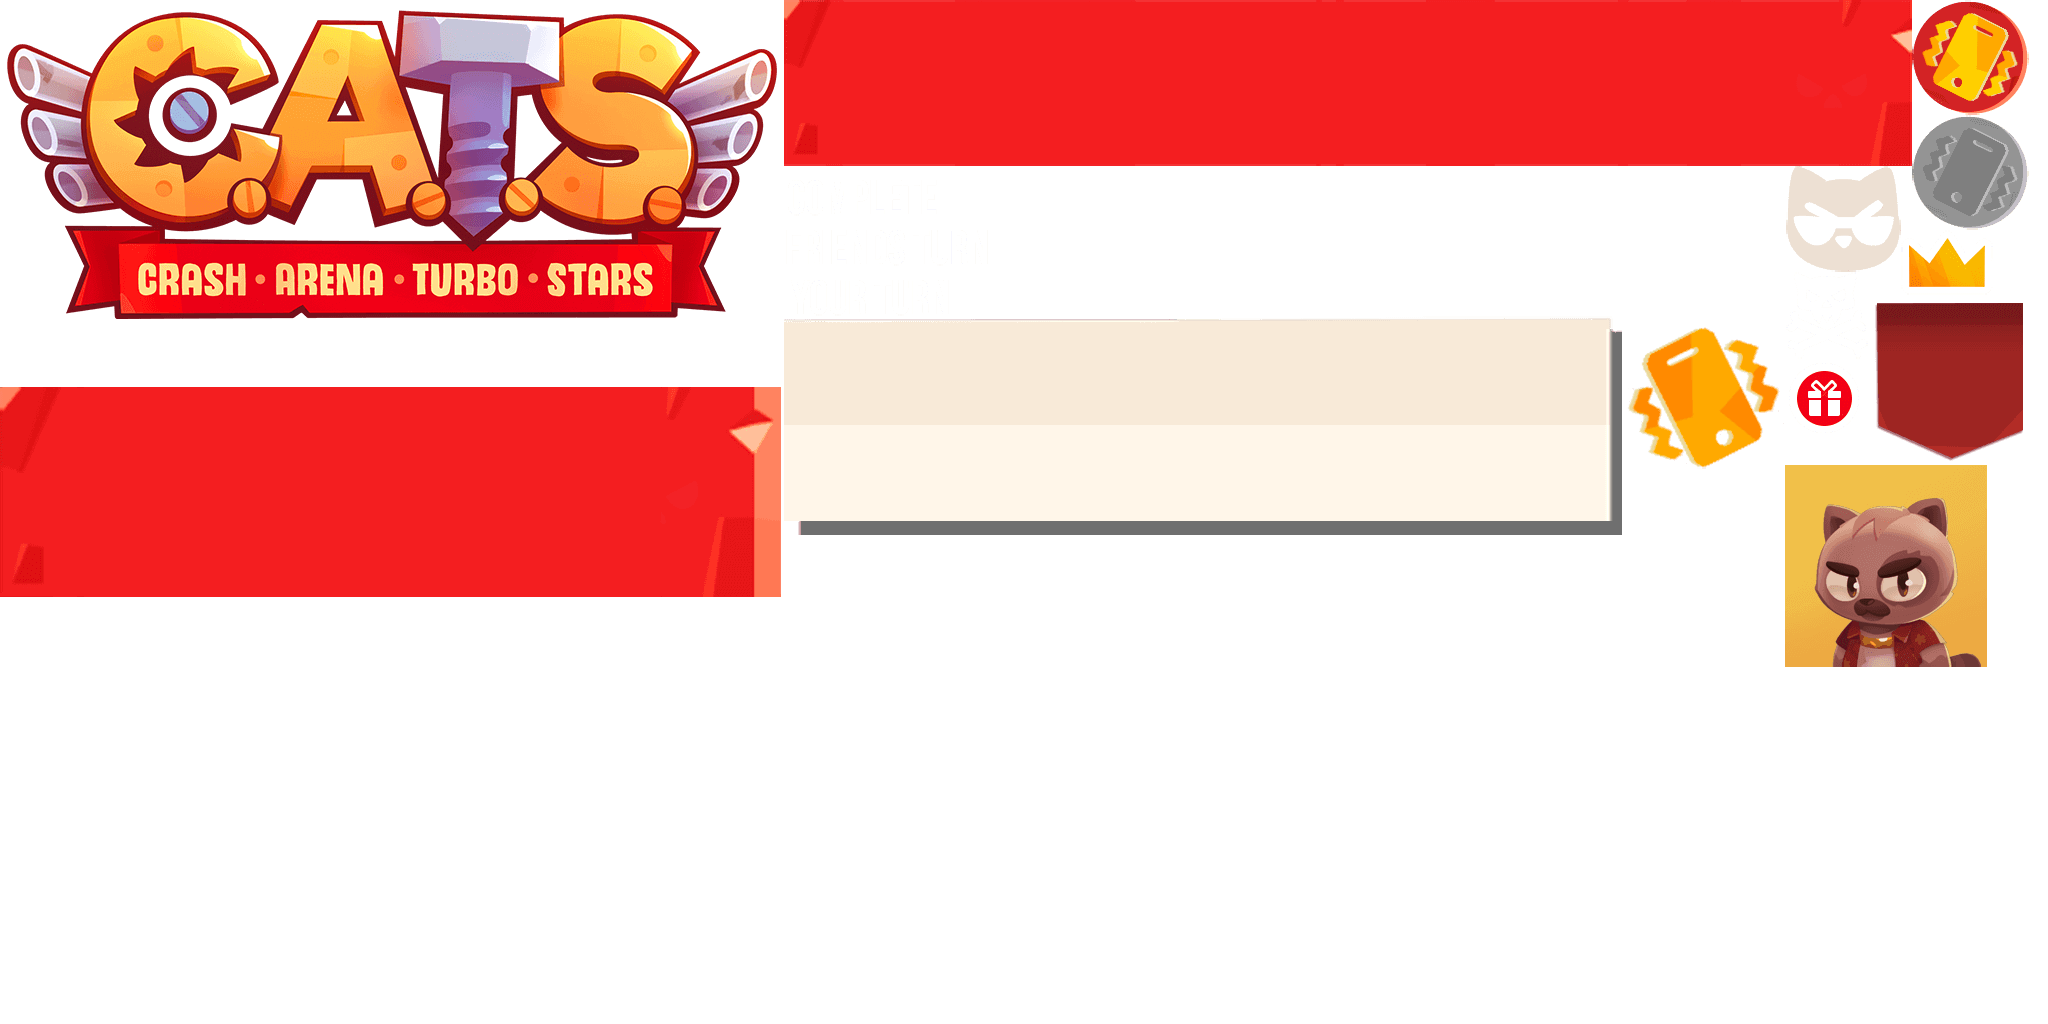 C.A.T.S.
CRASH · ARENA · TURBO · STARS